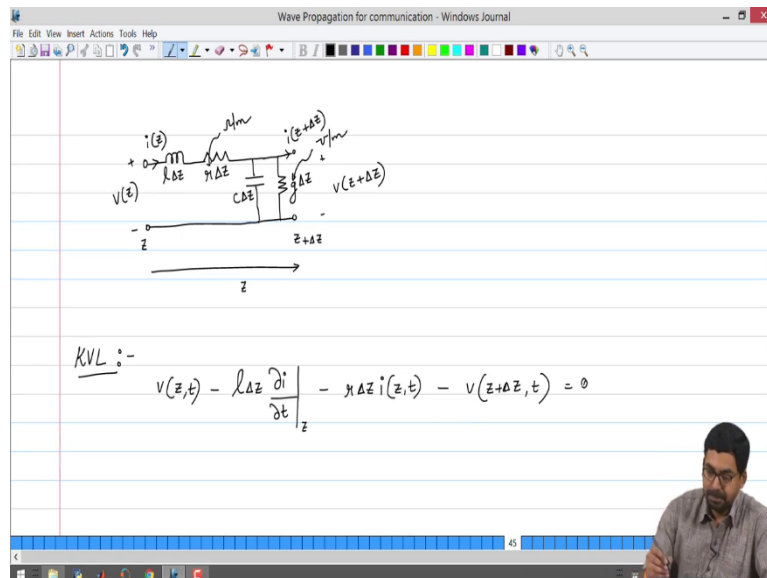 Wave Propagation for communication - Windows Journal
File Edit View Insert Actions Tools Help
B I
r/m
i(z) i(z+Δz) ℧/m
+ +
lΔz rΔz
v(z) cΔz gΔz v(z+Δz)
- -
z z+Δz
z
KVL :-
v(z,t) - lΔz ∂i/∂t |z - rΔz i(z,t) - v(z+Δz, t) = 0
45